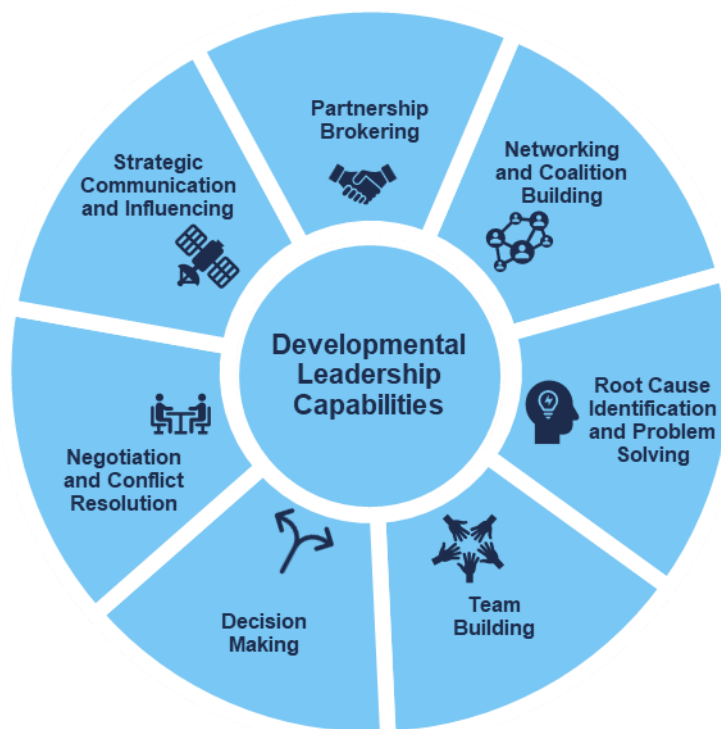 Partnership
Brokering
Networking
and Coalition
Building
Root Cause
Identification
and Problem
Solving
Team
Building
Decision
Making
Negotiation
and Conflict
Resolution
Strategic
Communication
and Influencing
Developmental
Leadership
Capabilities